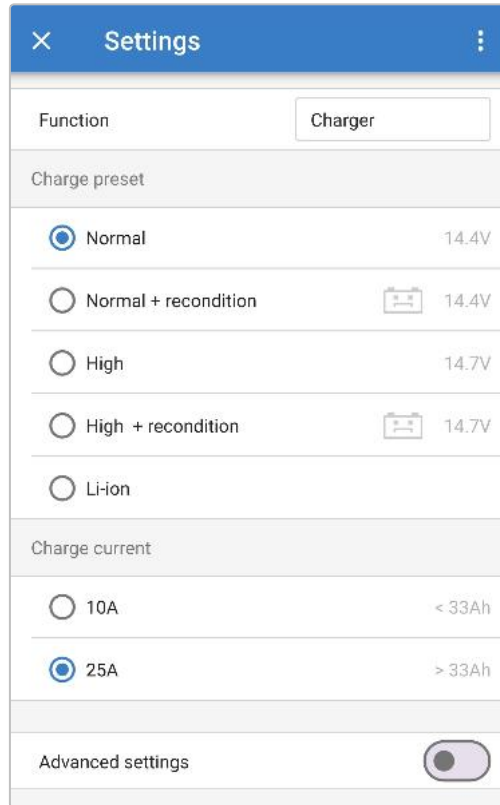 Settings
Function Charger
Charge preset
Normal 14.4V
Normal + recondition 14.4V
High 14.7V
High + recondition 14.7V
Li-ion
Charge current
10A < 33Ah
25A > 33Ah
Advanced settings